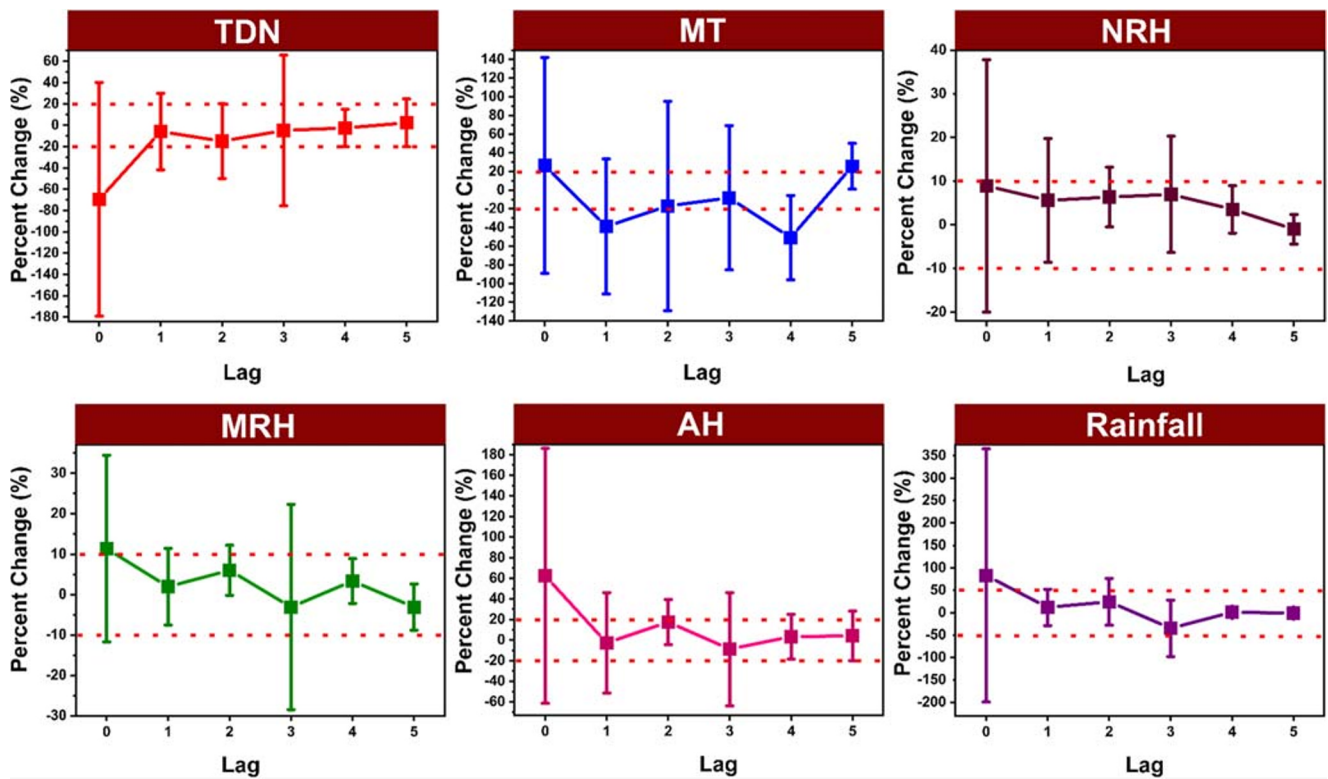 TDN
Percent Change (%)
60
40
20
0
-20
-40
-60
-80
-100
-120
-140
-160
-180
0 1 2 3 4 5
Lag
MT
Percent Change (%)
140
120
100
80
60
40
20
0
-20
-40
-60
-80
-100
-120
-140
0 1 2 3 4 5
Lag
NRH
Percent Change (%)
40
30
20
10
0
-10
-20
0 1 2 3 4 5
Lag
MRH
Percent Change (%)
30
20
10
0
-10
-20
-30
0 1 2 3 4 5
Lag
AH
Percent Change (%)
180
160
140
120
100
80
60
40
20
0
-20
-40
-60
0 1 2 3 4 5
Lag
Rainfall
Percent Change (%)
350
300
250
200
150
100
50
0
-50
-100
-150
-200
0 1 2 3 4 5
Lag